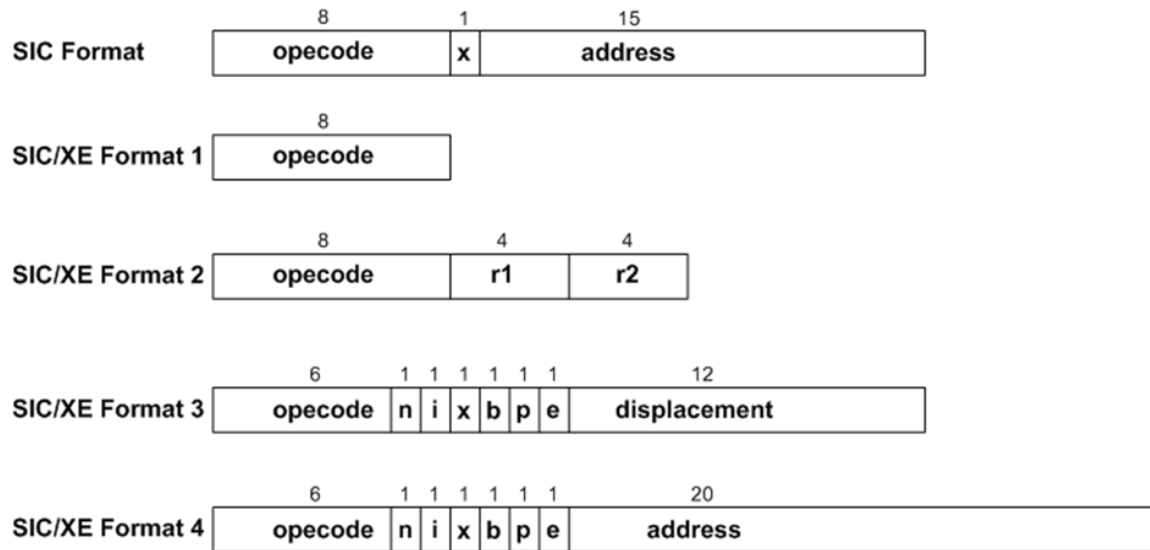 8 1 15
SIC Format opecode x address
8
SIC/XE Format 1 opecode
8 4 4
SIC/XE Format 2 opecode r1 r2
6 1 1 1 1 1 1 12
SIC/XE Format 3 opecode n i x b p e displacement
6 1 1 1 1 1 1 20
SIC/XE Format 4 opecode n i x b p e address